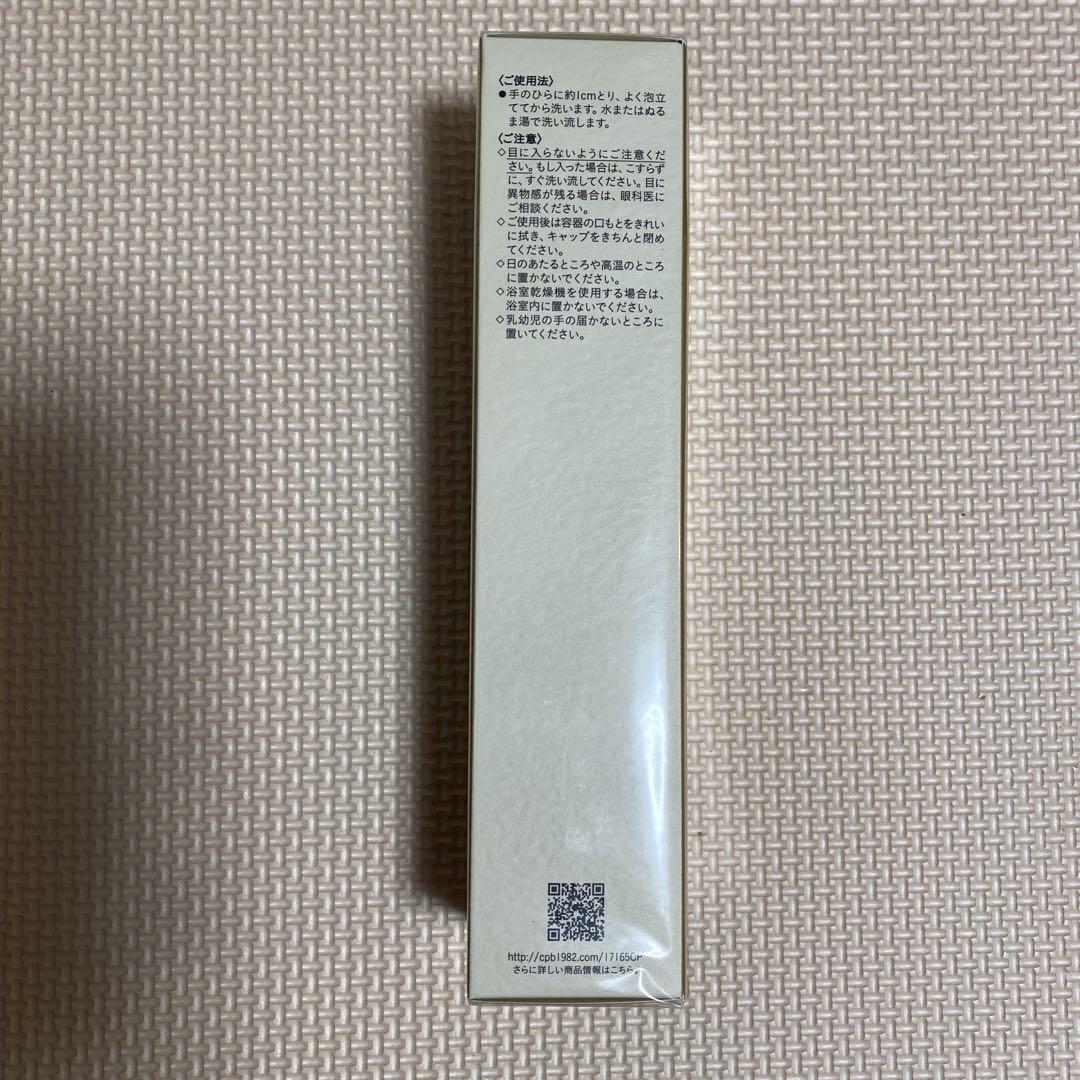 〈ご使用法〉
●手のひらに約1cmとり、よく泡立
ててから洗います。水またはぬる
ま湯で洗い流します。
〈ご注意〉
◇目に入らないようにご注意くだ
さい。もし入った場合は、こすらず
に、すぐ洗い流してください。目に
異物感が残る場合は、眼科医に
ご相談ください。
◇ご使用後は容器の口もとをきれい
に拭き、キャップをきちんと閉め
てください。
◇日のあたるところや高温のところ
に置かないでください。
◇浴室乾燥機を使用する場合は、
浴室内に置かないでください。
◇乳幼児の手の届かないところに
置いてください。
http://cpb1982.com/17165CP
さらに詳しい商品情報はこちら。